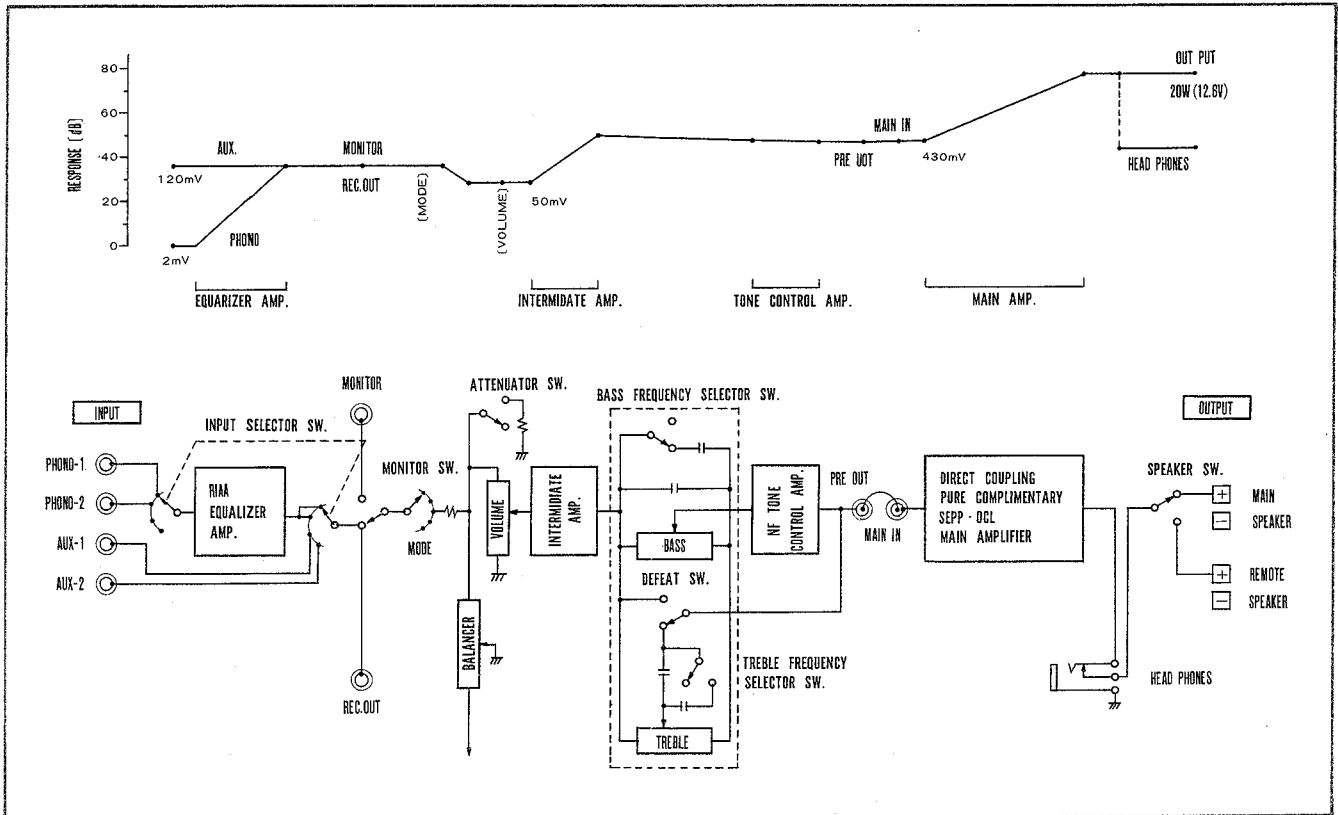 80
60
40
20
0
RESPONSE (dB)
AUX.
120mV
PHONO
2mV
MONITOR
REC.OUT
(MODE)
(VOLUME)
50mV
MAIN IN
PRE UOT
430mV
OUT PUT
20W (12.6V)
HEAD PHONES
EQUARIZER AMP.
INTERMIDATE AMP.
TONE CONTROL AMP.
MAIN AMP.
INPUT
INPUT SELECTOR SW.
PHONO-1
PHONO-2
AUX-1
AUX-2
RIAA
EQUALIZER
AMP.
MONITOR
MONITOR SW.
MODE
REC.OUT
ATTENUATOR SW.
VOLUME
BALANCER
INTERMIDIATE
AMP.
BASS FREQUENCY SELECTOR SW.
BASS
DEFEAT SW.
TREBLE FREQUENCY
SELECTOR SW.
TREBLE
NF TONE
CONTROL AMP.
PRE OUT
MAIN IN
DIRECT COUPLING
PURE COMPLIMENTARY
SEPP·OCL
MAIN AMPLIFIER
OUTPUT
SPEAKER SW.
+ MAIN
- SPEAKER
+ REMOTE
- SPEAKER
HEAD PHONES